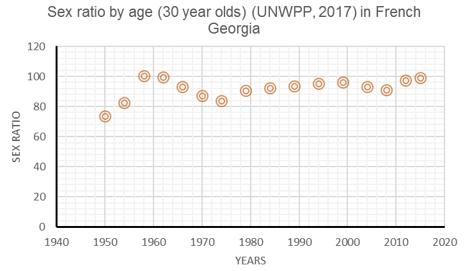 Sex ratio by age (30 year olds) (UNWPP, 2017) in French
Georgia
120
100
80
60
40
20
0
SEX RATIO
1940 1950 1960 1970 1980 1990 2000 2010 2020
YEARS